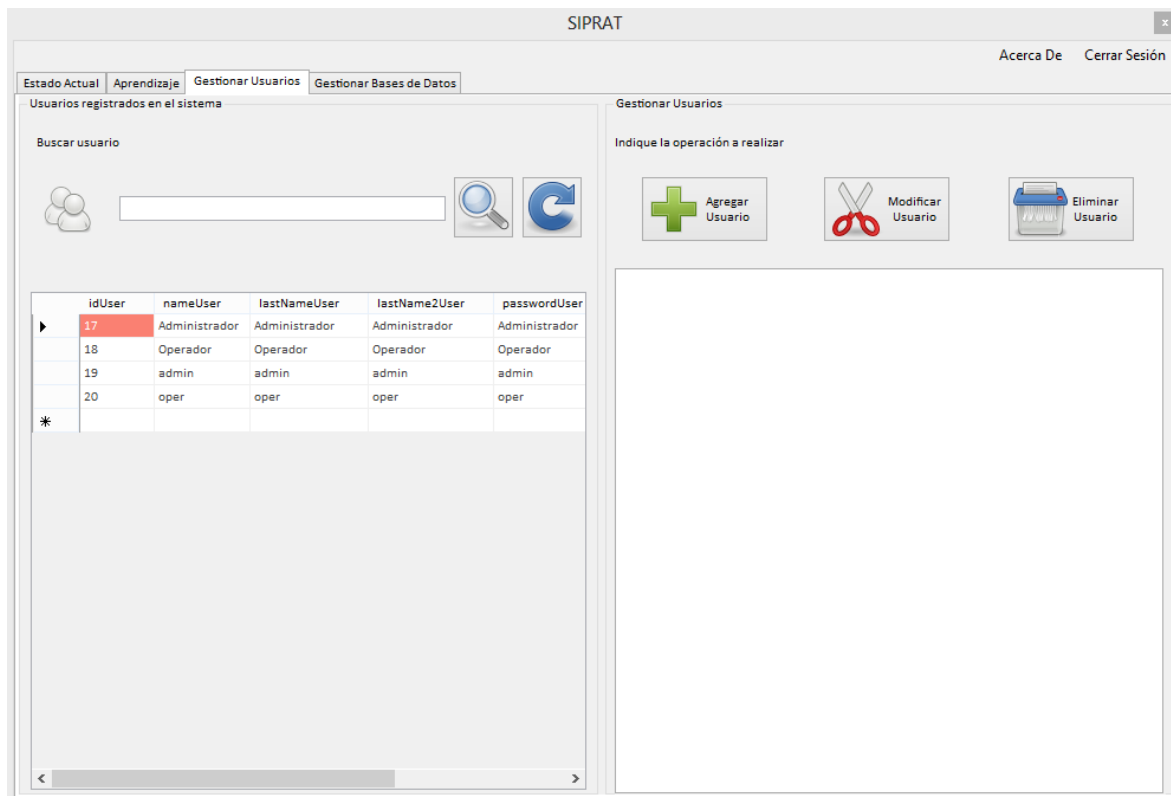 SIPRAT
x
Acerca De Cerrar Sesión
Estado Actual Aprendizaje Gestionar Usuarios Gestionar Bases de Datos
Usuarios registrados en el sistema
Buscar usuario
idUser nameUser lastNameUser lastName2User passwordUser
17 Administrador Administrador Administrador Administrador
18 Operador Operador Operador Operador
19 admin admin admin admin
20 oper oper oper oper
Gestionar Usuarios
Indique la operación a realizar
Agregar
Usuario
Modificar
Usuario
Eliminar
Usuario